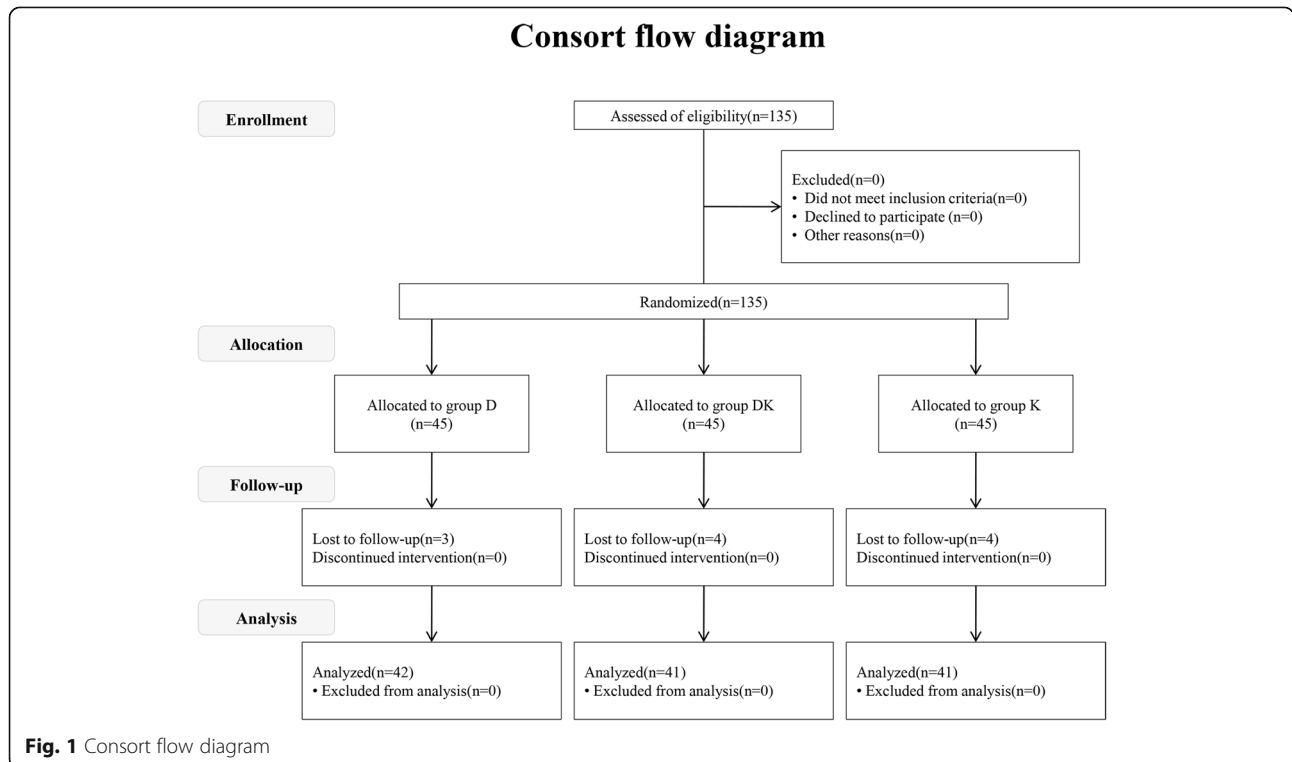 Consort flow diagram
Enrollment
Assessed of eligibility(n=135)
Excluded(n=0)
• Did not meet inclusion criteria(n=0)
• Declined to participate (n=0)
• Other reasons(n=0)
Randomized(n=135)
Allocation
Allocated to group D
(n=45)
Allocated to group DK
(n=45)
Allocated to group K
(n=45)
Follow-up
Lost to follow-up(n=3)
Discontinued intervention(n=0)
Lost to follow-up(n=4)
Discontinued intervention(n=0)
Lost to follow-up(n=4)
Discontinued intervention(n=0)
Analysis
Analyzed(n=42)
• Excluded from analysis(n=0)
Analyzed(n=41)
• Excluded from analysis(n=0)
Analyzed(n=41)
• Excluded from analysis(n=0)
Fig. 1 Consort flow diagram